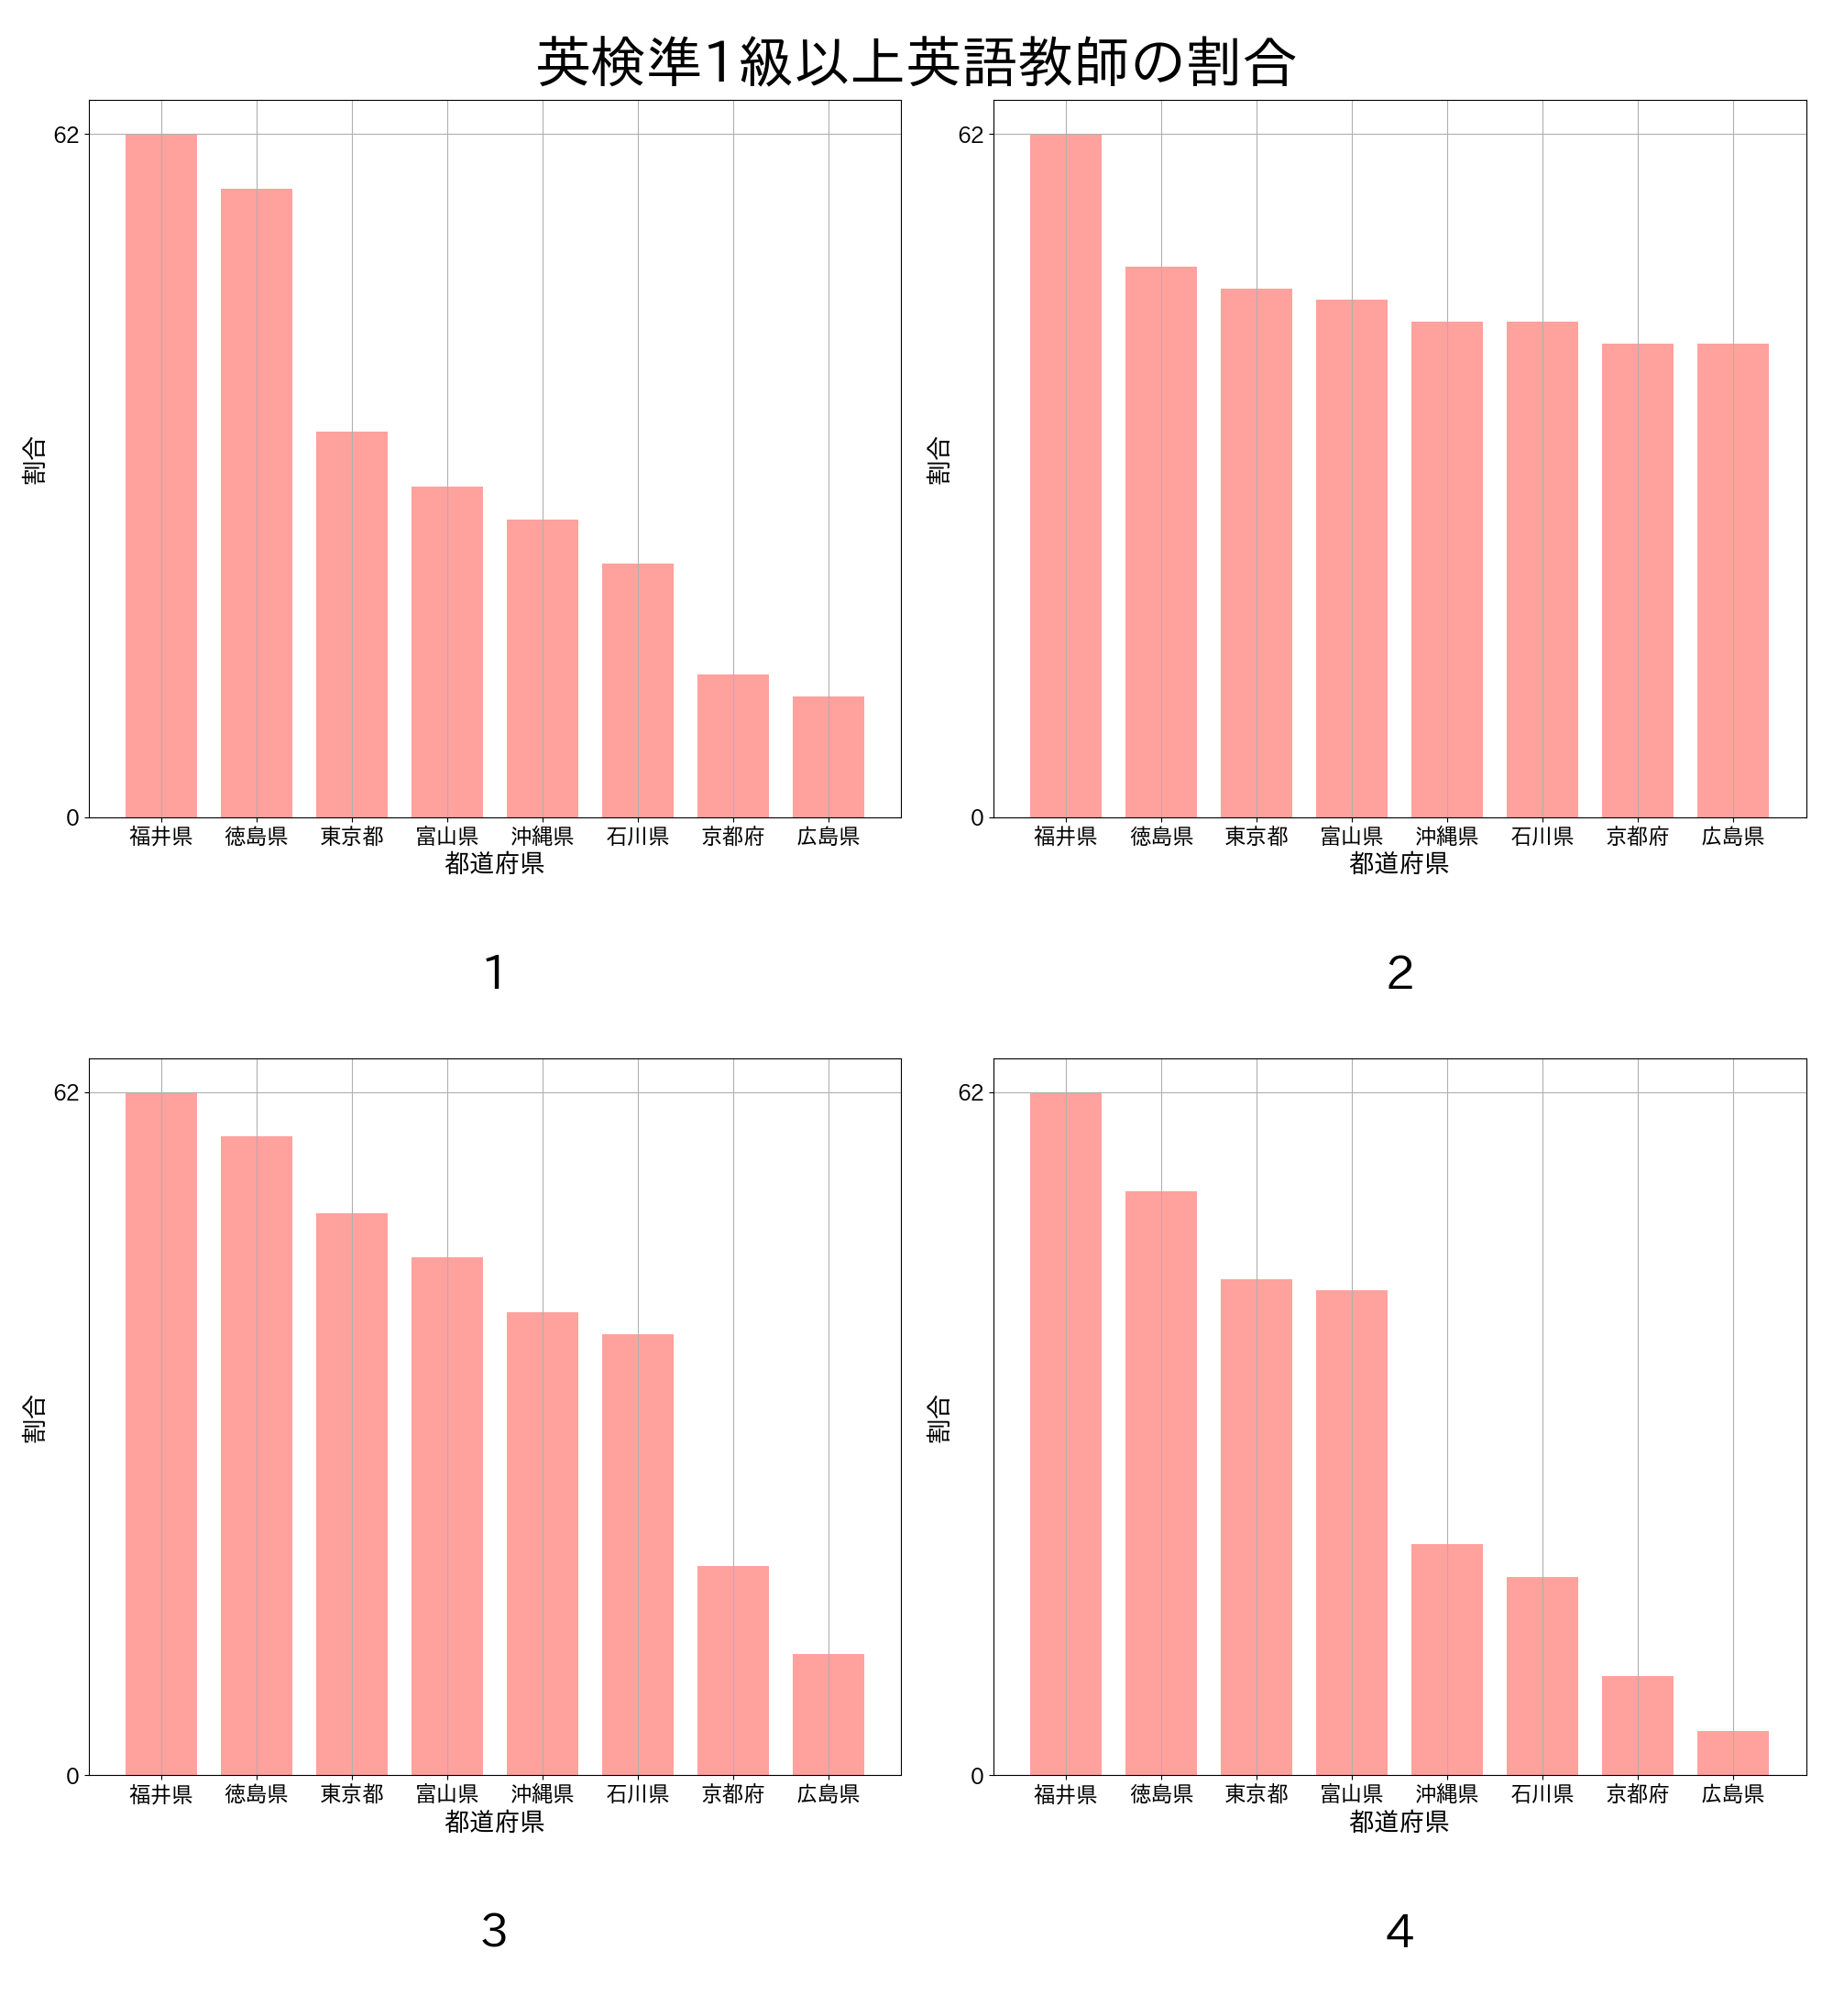 英検準1級以上英語教師の割合
62
0
割合
福井県 徳島県 東京都 富山県 沖縄県 石川県 京都府 広島県
都道府県
1
62
0
割合
福井県 徳島県 東京都 富山県 沖縄県 石川県 京都府 広島県
都道府県
2
62
0
割合
福井県 徳島県 東京都 富山県 沖縄県 石川県 京都府 広島県
都道府県
3
62
0
割合
福井県 徳島県 東京都 富山県 沖縄県 石川県 京都府 広島県
都道府県
4